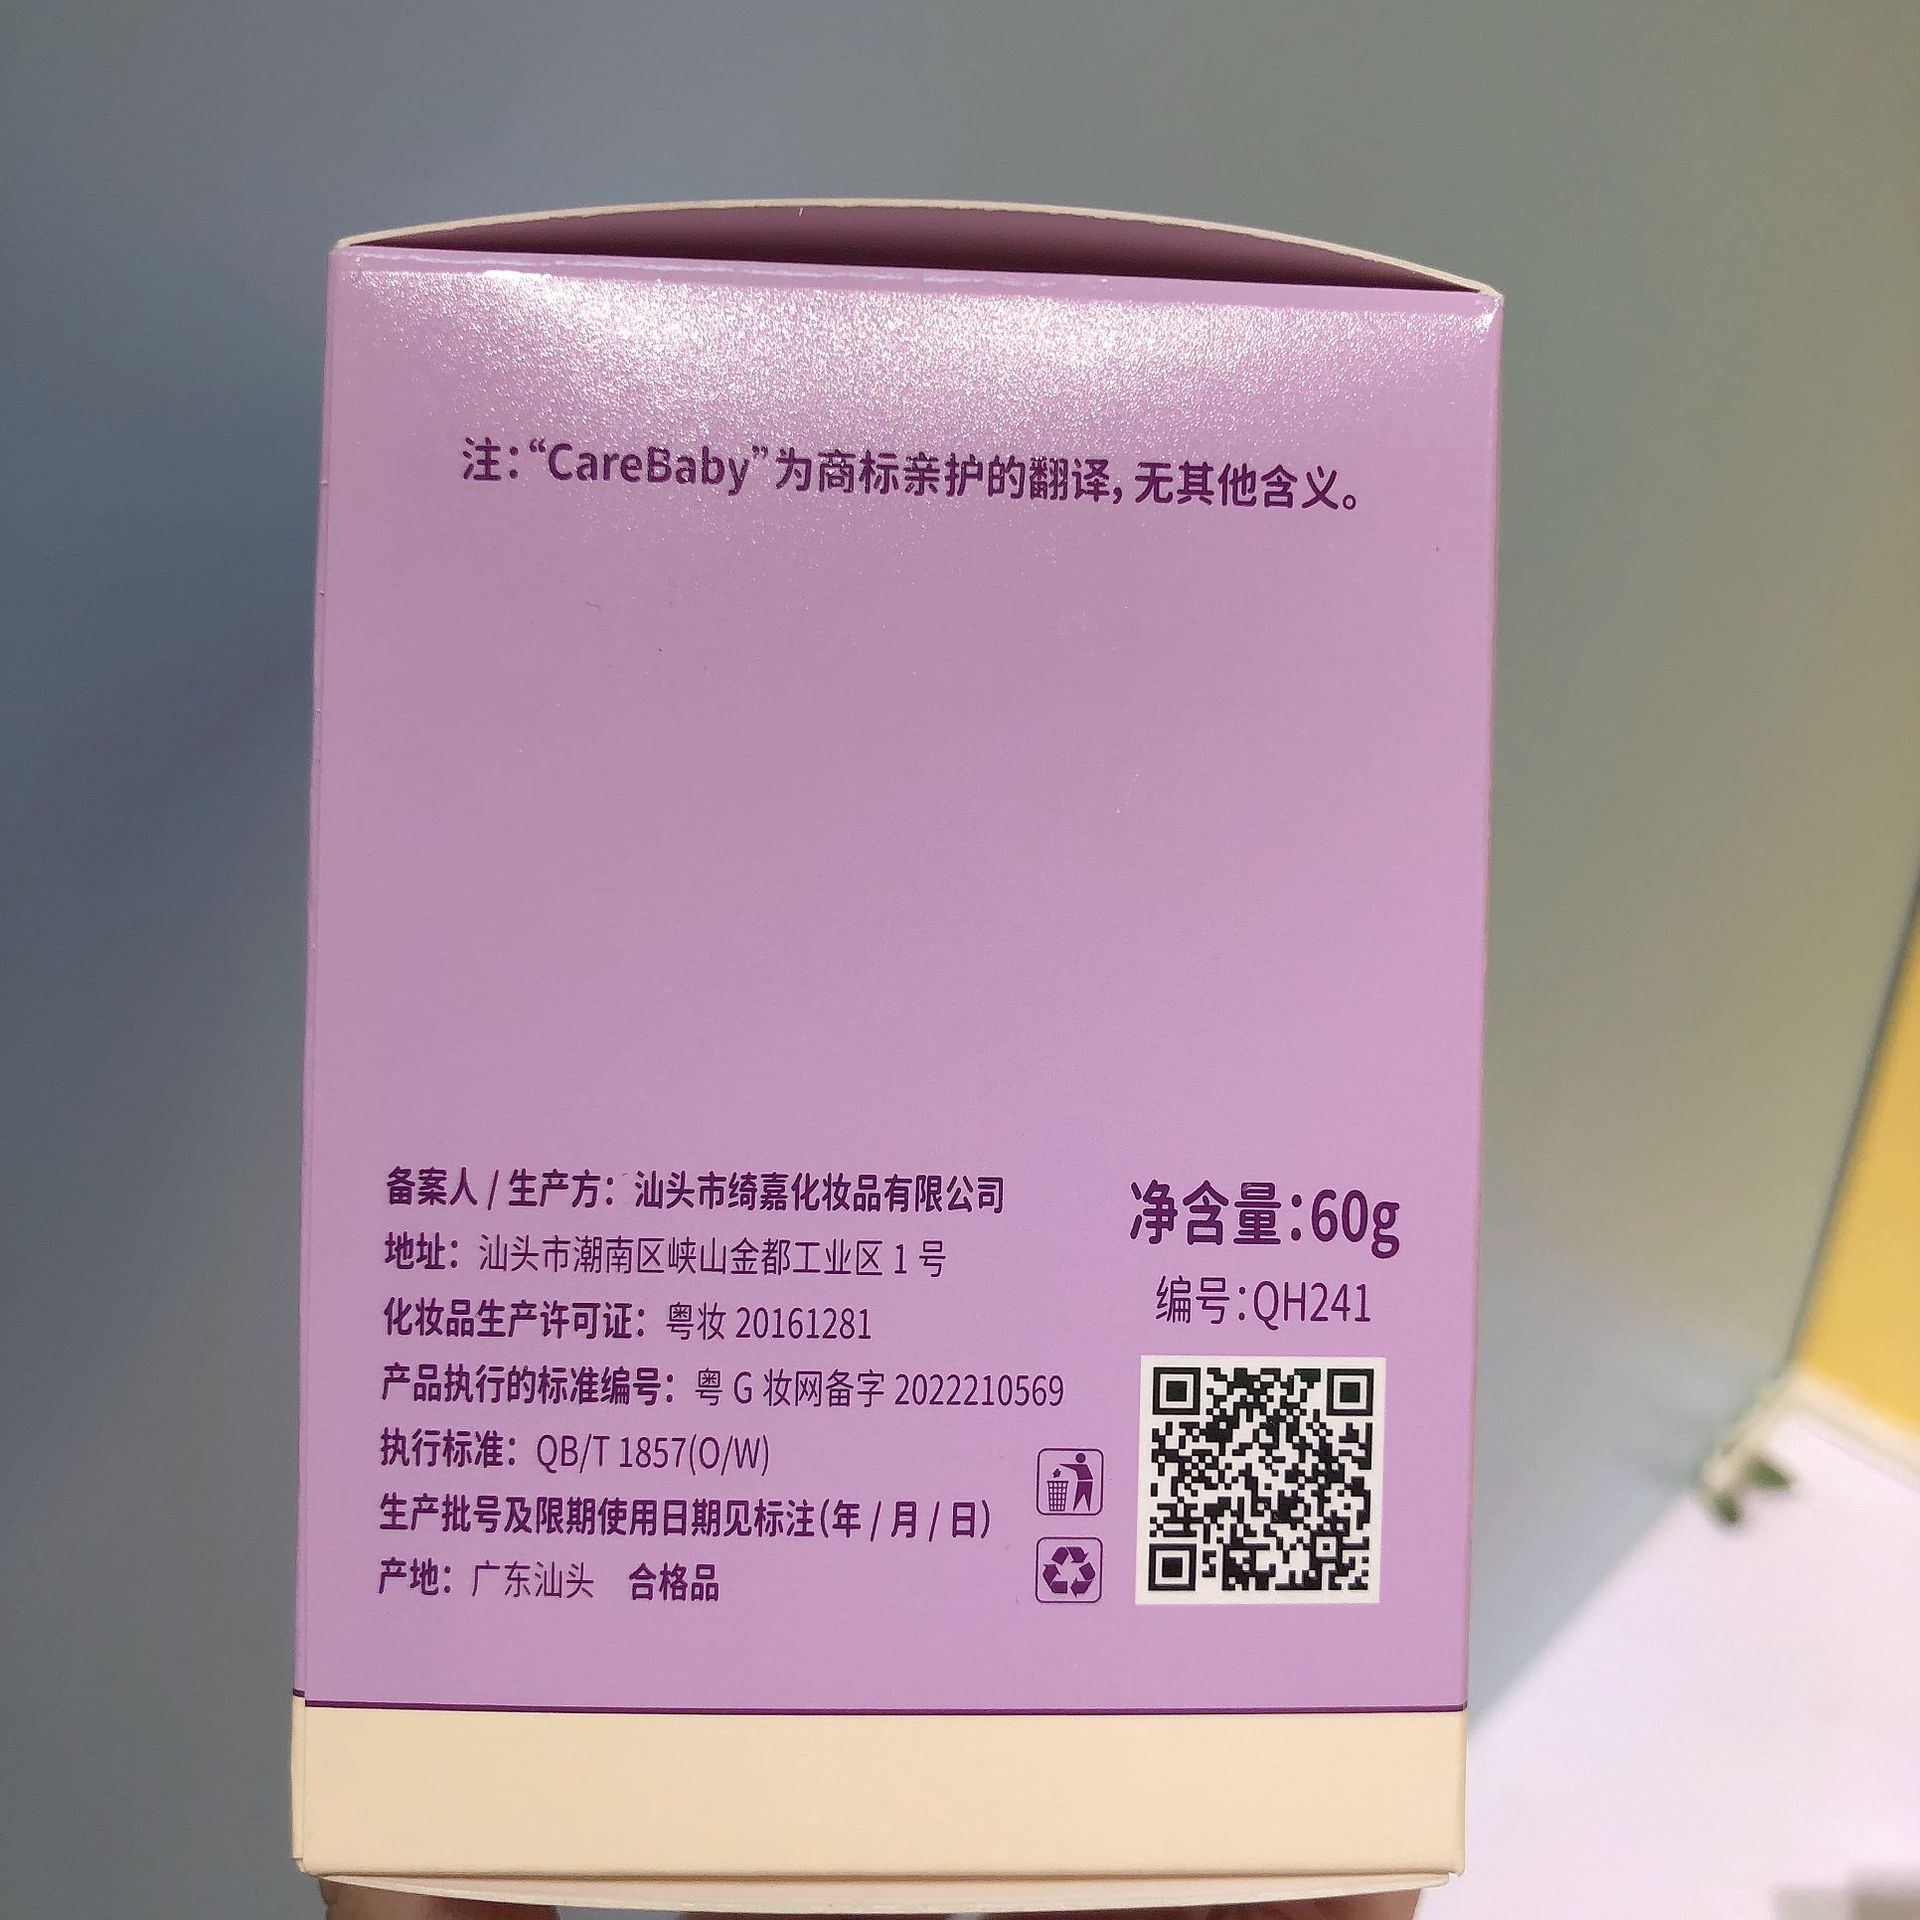 注：“CareBaby”为商标亲护的翻译，无其他含义。
备案人 / 生产方：汕头市绮嘉化妆品有限公司
地址：汕头市潮南区峡山金都工业区 1 号
化妆品生产许可证：粤妆 20161281
产品执行的标准编号：粤 G 妆网备字 2022210569
执行标准：QB/T 1857(O/W)
生产批号及限期使用日期见标注(年 / 月 / 日)
产地：广东汕头 合格品
净含量：60g
编号：QH241